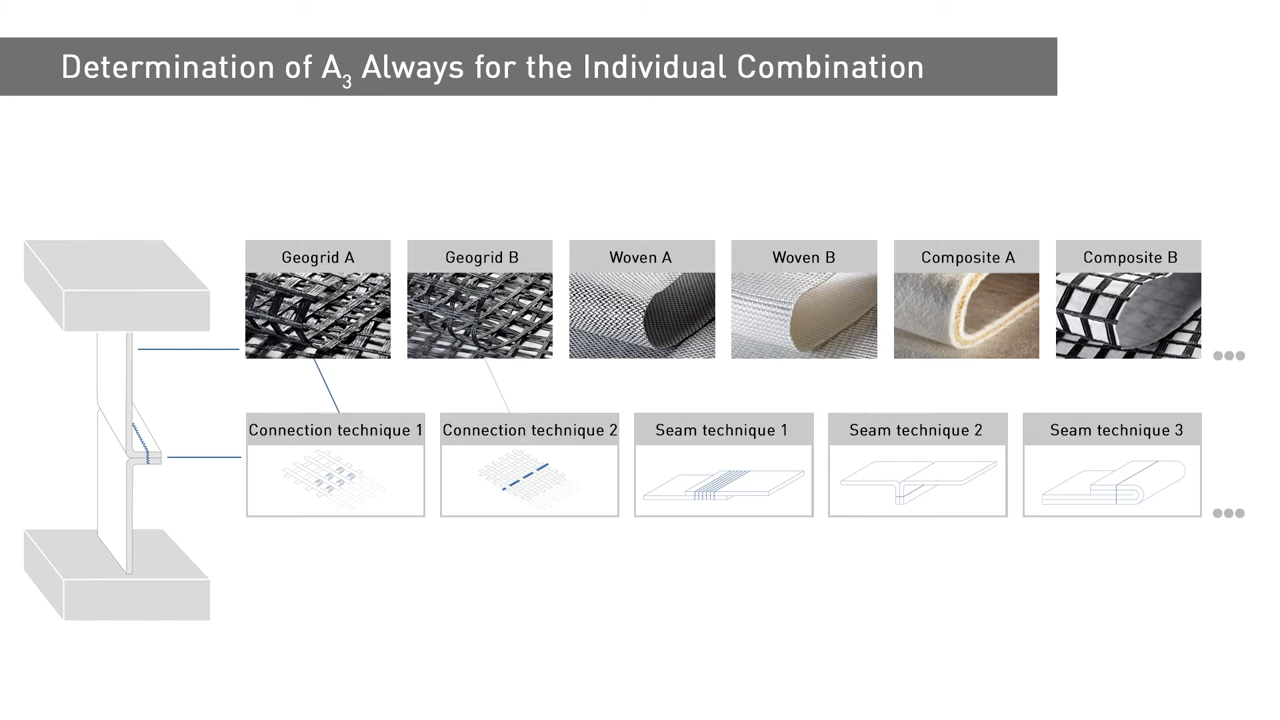 Determination of A₃ Always for the Individual Combination
Geogrid A
Geogrid B
Woven A
Woven B
Composite A
Composite B
Connection technique 1
Connection technique 2
Seam technique 1
Seam technique 2
Seam technique 3